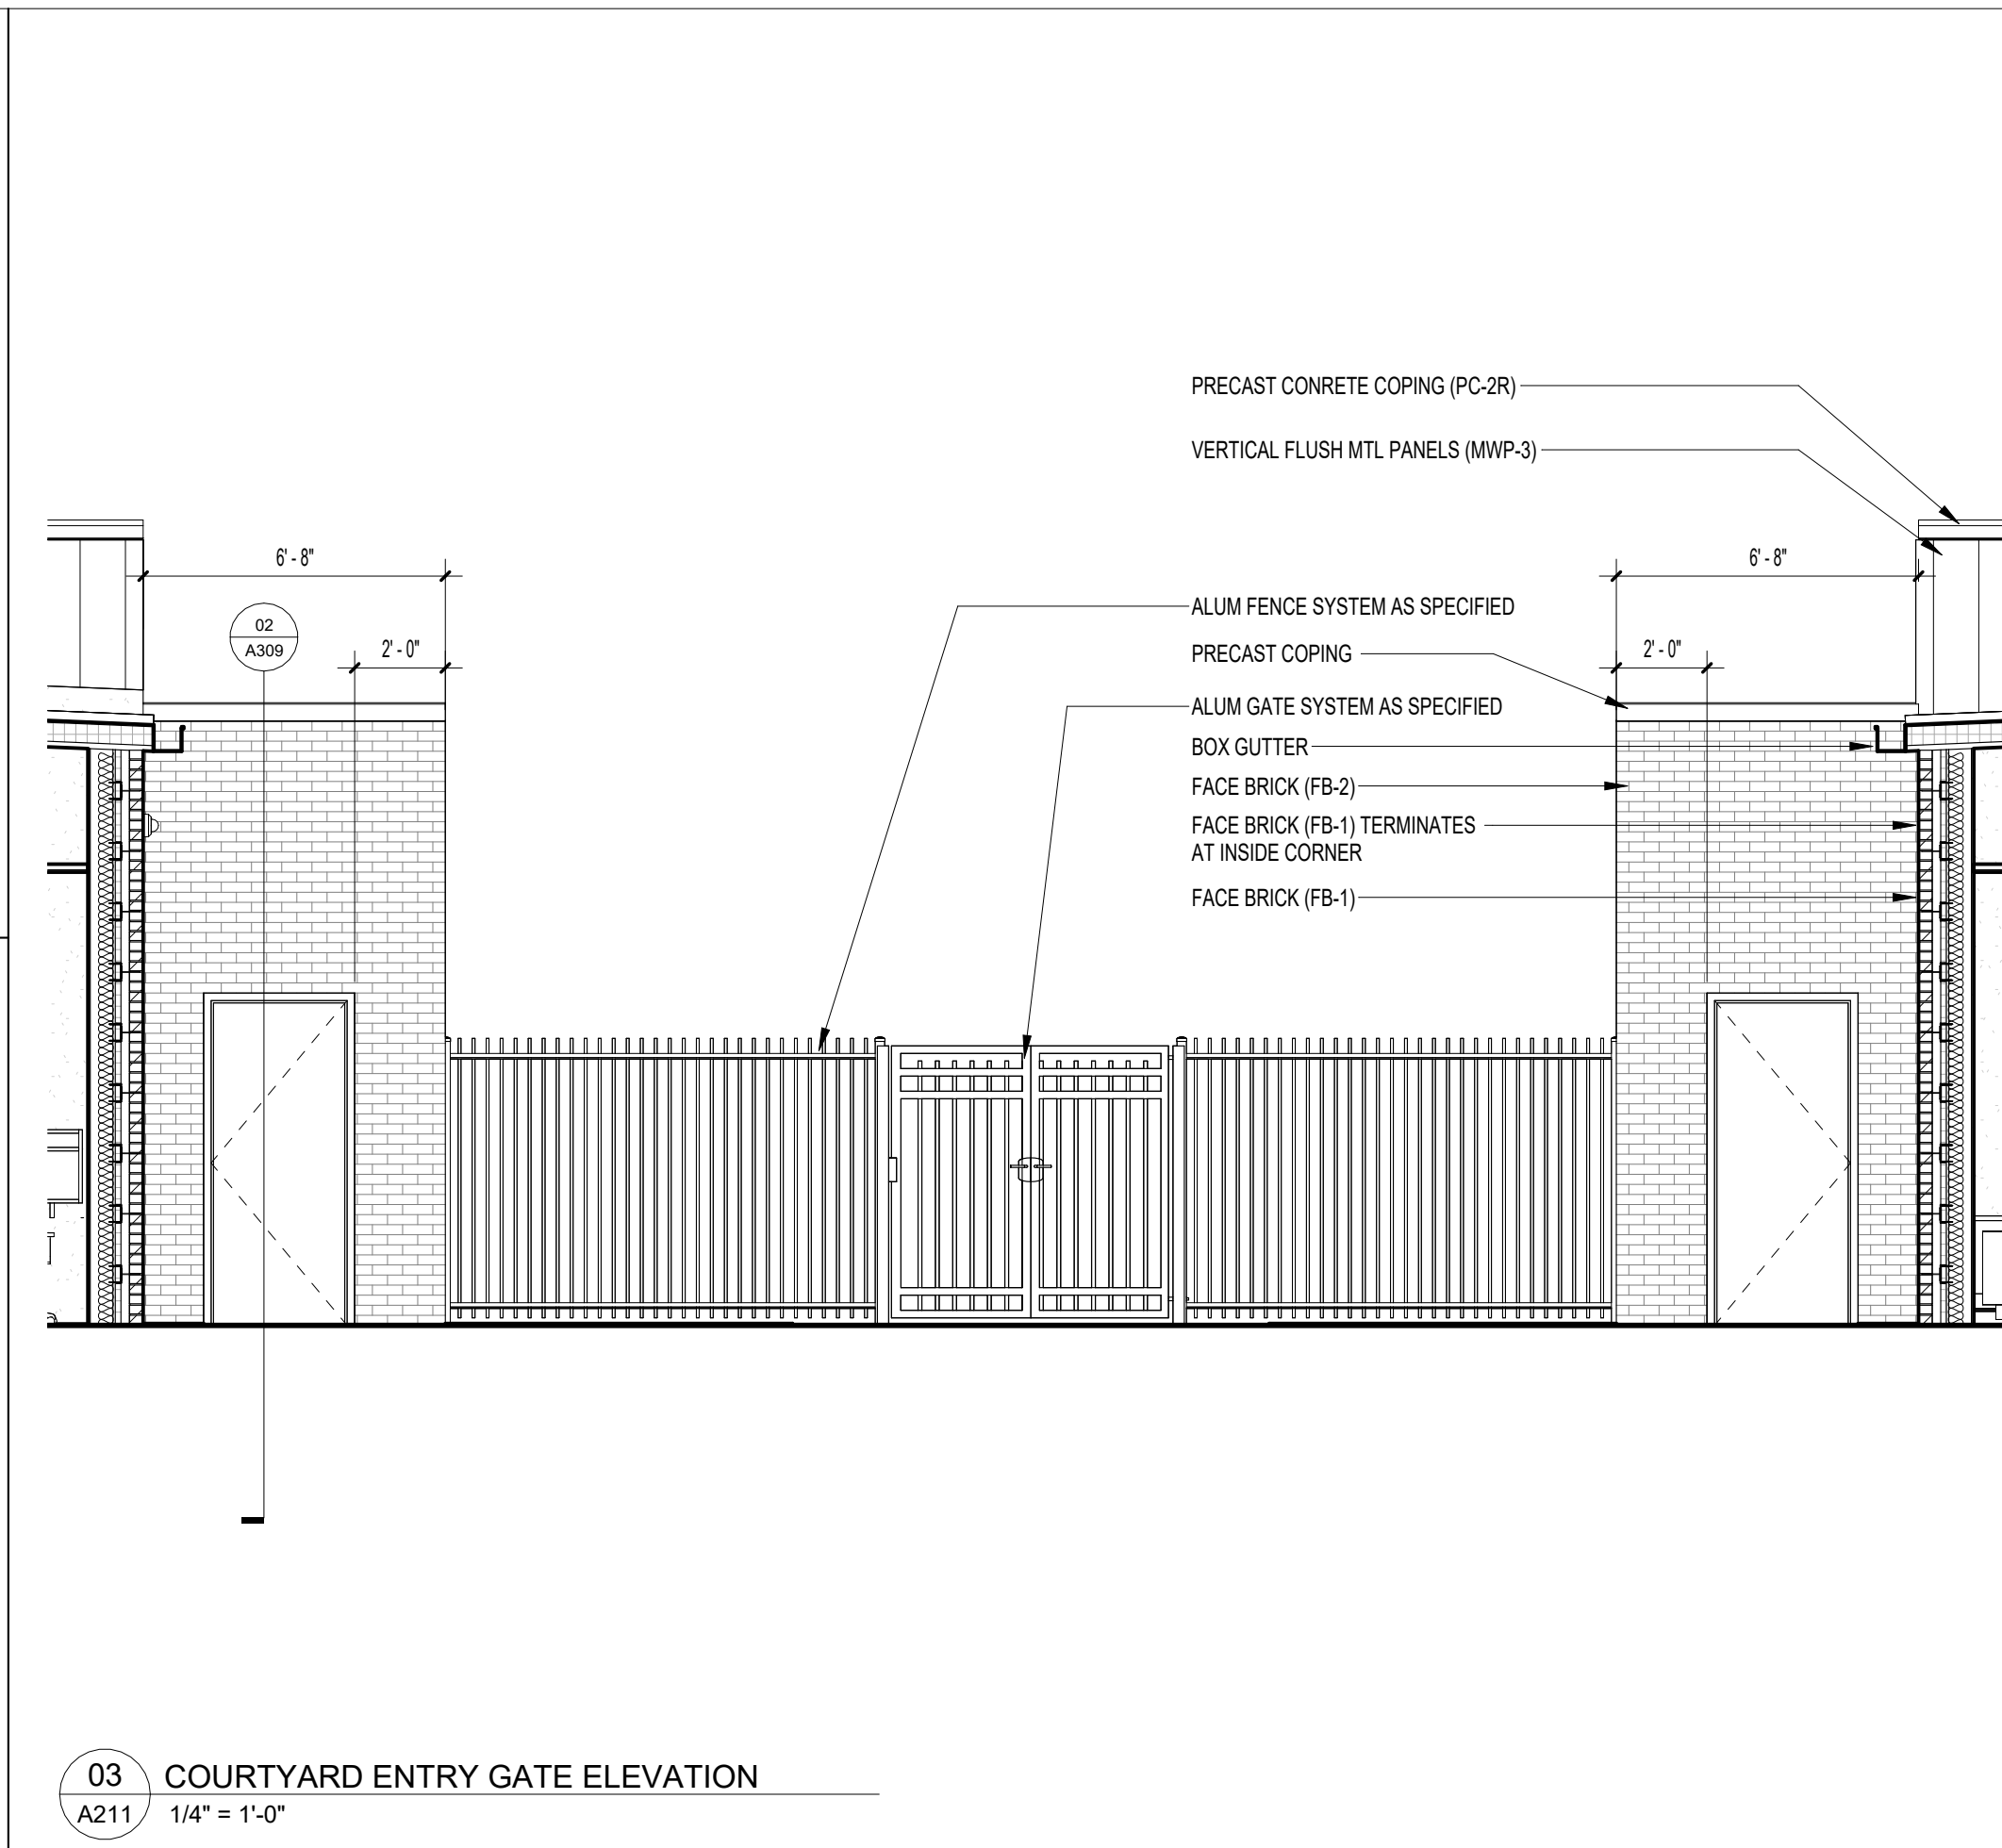 PRECAST CONRETE COPING (PC-2R)
VERTICAL FLUSH MTL PANELS (MWP-3)
6' - 8"
6' - 8"
02
A309
2' - 0"
2' - 0"
ALUM FENCE SYSTEM AS SPECIFIED
PRECAST COPING
ALUM GATE SYSTEM AS SPECIFIED
BOX GUTTER
FACE BRICK (FB-2)
FACE BRICK (FB-1) TERMINATES
AT INSIDE CORNER
FACE BRICK (FB-1)
03
COURTYARD ENTRY GATE ELEVATION
A211
1/4" = 1'-0"